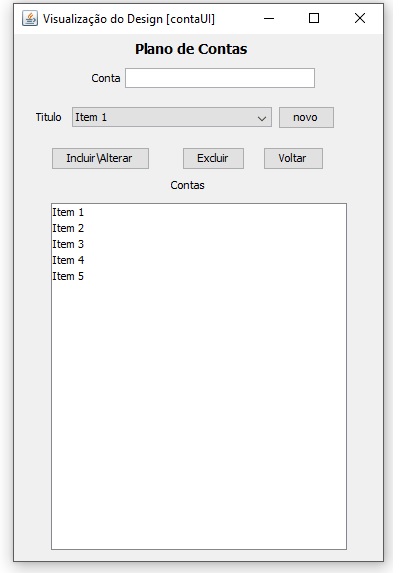 Visualização do Design [contaUI]
Plano de Contas
Conta
Titulo Item 1 novo
Incluir\Alterar Excluir Voltar
Contas
Item 1
Item 2
Item 3
Item 4
Item 5